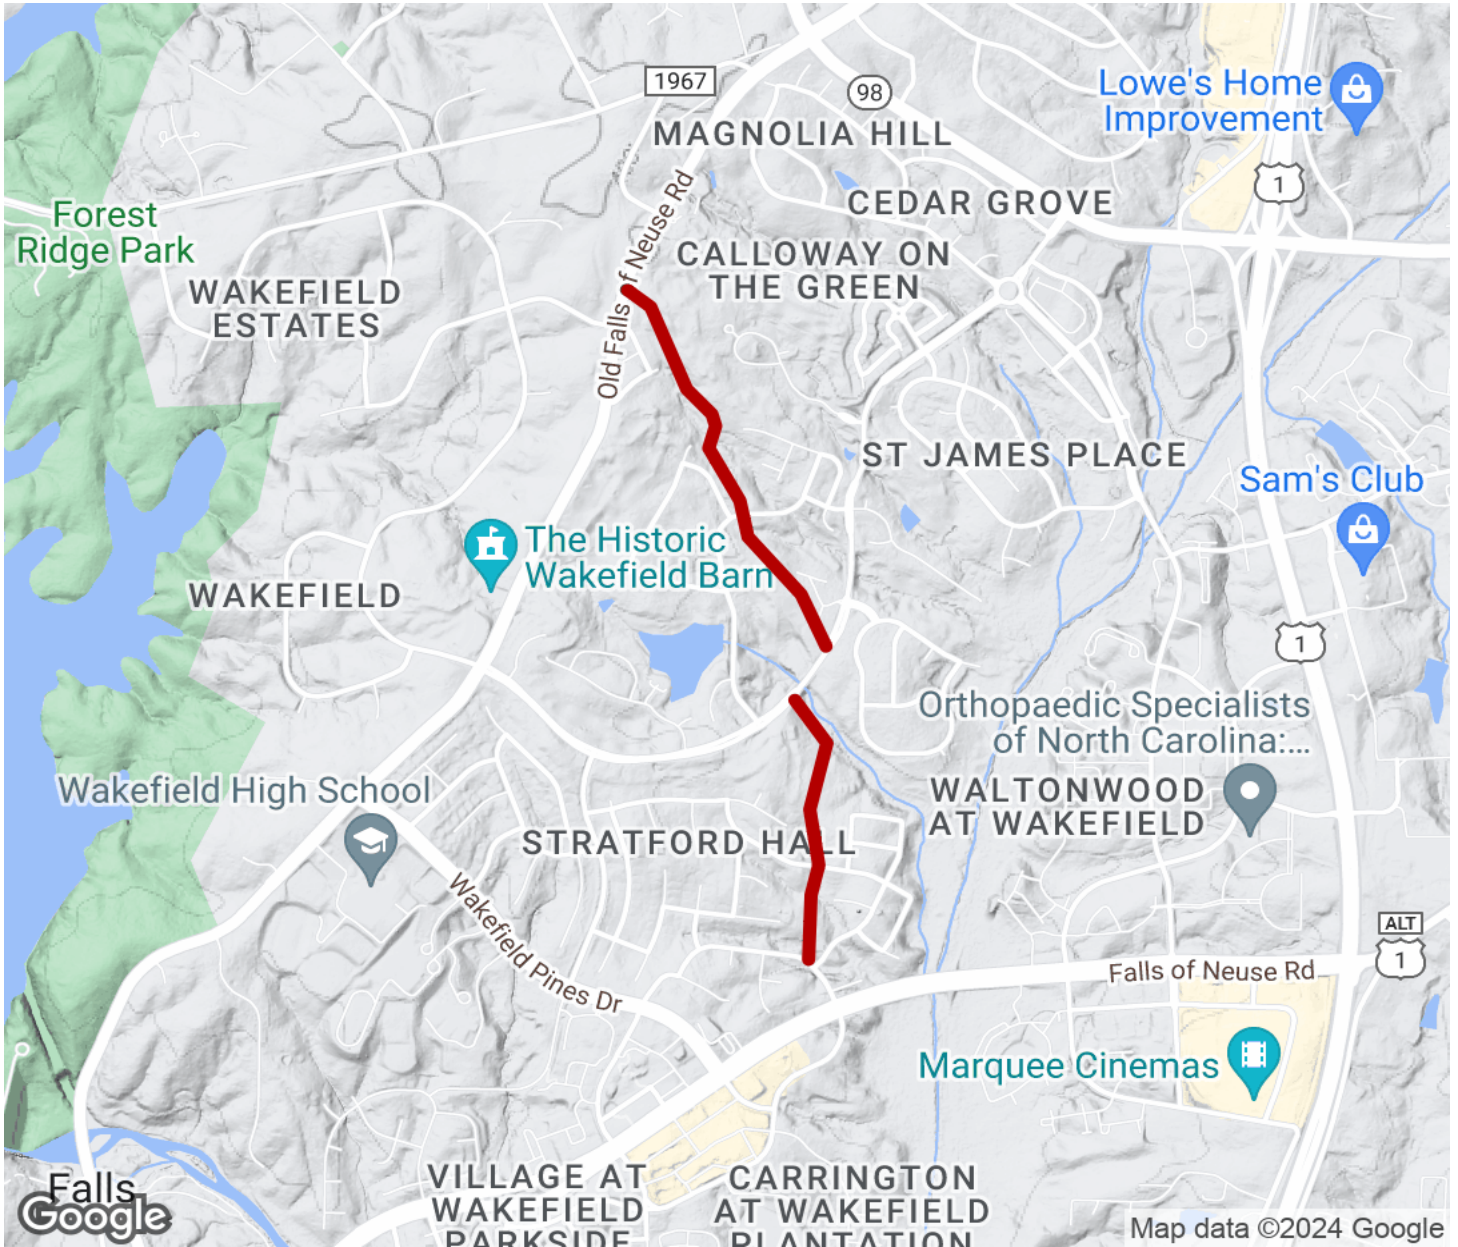 1967
98
Lowe's Home
Improvement
MAGNOLIA HILL
1
Forest
Ridge Park
CEDAR GROVE
Old Falls of Neuse Rd
CALLOWAY ON
THE GREEN
WAKEFIELD
ESTATES
ST JAMES PLACE
Sam's Club
The Historic
Wakefield Barn
WAKEFIELD
1
Orthopaedic Specialists
of North Carolina:...
Wakefield High School
WALTONWOOD
AT WAKEFIELD
STRATFORD HALL
Wakefield Pines Dr
ALT
1
Falls of Neuse Rd
Marquee Cinemas
VILLAGE AT
WAKEFIELD
PARKSIDE
CARRINGTON
AT WAKEFIELD
PLANTATION
Falls
Google
Map data ©2024 Google